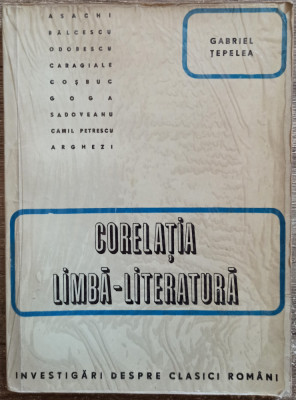 ASACHI
BĂLCESCU
ODOBESCU
CARAGIALE
COȘBUC
GOGA
SADOVEANU
CAMIL PETRESCU
ARGHEZI
GABRIEL
ȚEPELEA
CORELAȚIA
LIMBĂ-LITERATURĂ
INVESTIGĂRI DESPRE CLASICI ROMÂNI